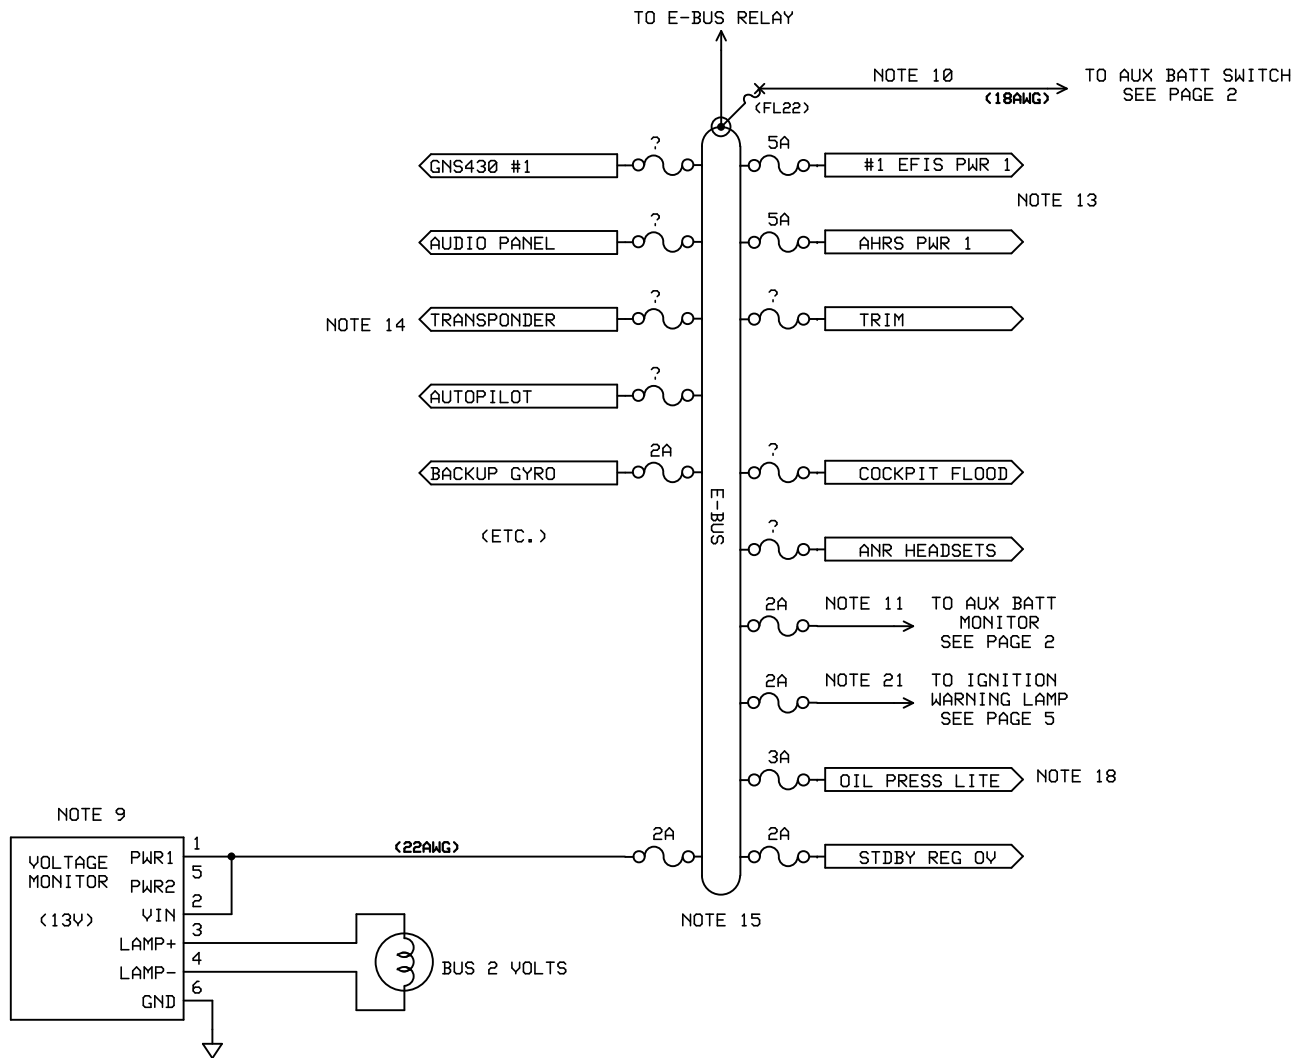 TO E-BUS RELAY
NOTE 10
(18AWG)
TO AUX BATT SWITCH
SEE PAGE 2
(FL22)
?
GNS430 #1
5A
#1 EFIS PWR 1
NOTE 13
?
AUDIO PANEL
5A
AHRS PWR 1
NOTE 14
?
TRANSPONDER
?
TRIM
?
AUTOPILOT
2A
BACKUP GYRO
?
COCKPIT FLOOD
E-BUS
(ETC.)
?
ANR HEADSETS
2A
NOTE 11
TO AUX BATT
MONITOR
SEE PAGE 2
2A
NOTE 21
TO IGNITION
WARNING LAMP
SEE PAGE 5
3A
OIL PRESS LITE
NOTE 18
2A
2A
STDBY REG OV
NOTE 15
NOTE 9
VOLTAGE
MONITOR
(13V)
PWR1
1
(22AWG)
PWR2
5
VIN
2
LAMP+
3
LAMP-
4
GND
6
BUS 2 VOLTS